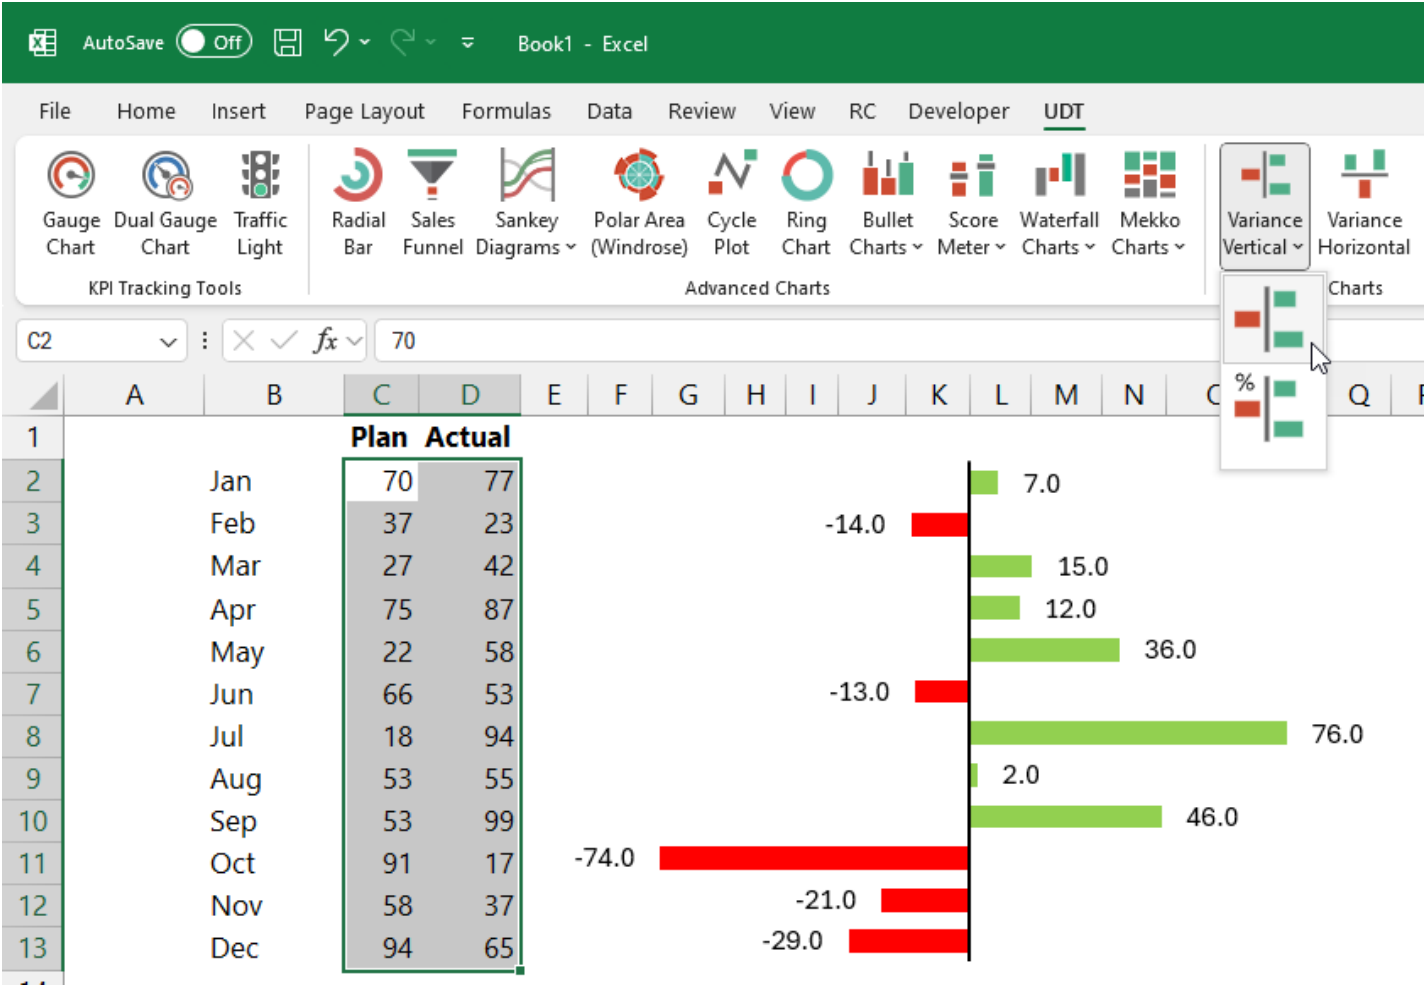 AutoSave Off Book1 - Excel
File Home Insert Page Layout Formulas Data Review View RC Developer UDT
Gauge Dual Gauge Traffic Radial Sales Sankey Polar Area Cycle Ring Bullet Score Waterfall Mekko Variance Variance
Chart Chart Light Bar Funnel Diagrams (Windrose) Plot Chart Charts Meter Charts Charts Vertical Horizontal
KPI Tracking Tools Advanced Charts Charts
C2 fx 70
%
A B C D E F G H I J K L M N Q
1 Plan Actual
2 Jan 70 77 7.0
3 Feb 37 23 -14.0
4 Mar 27 42 15.0
5 Apr 75 87 12.0
6 May 22 58 36.0
7 Jun 66 53 -13.0
8 Jul 18 94 76.0
9 Aug 53 55 2.0
10 Sep 53 99 46.0
11 Oct 91 17 -74.0
12 Nov 58 37 -21.0
13 Dec 94 65 -29.0